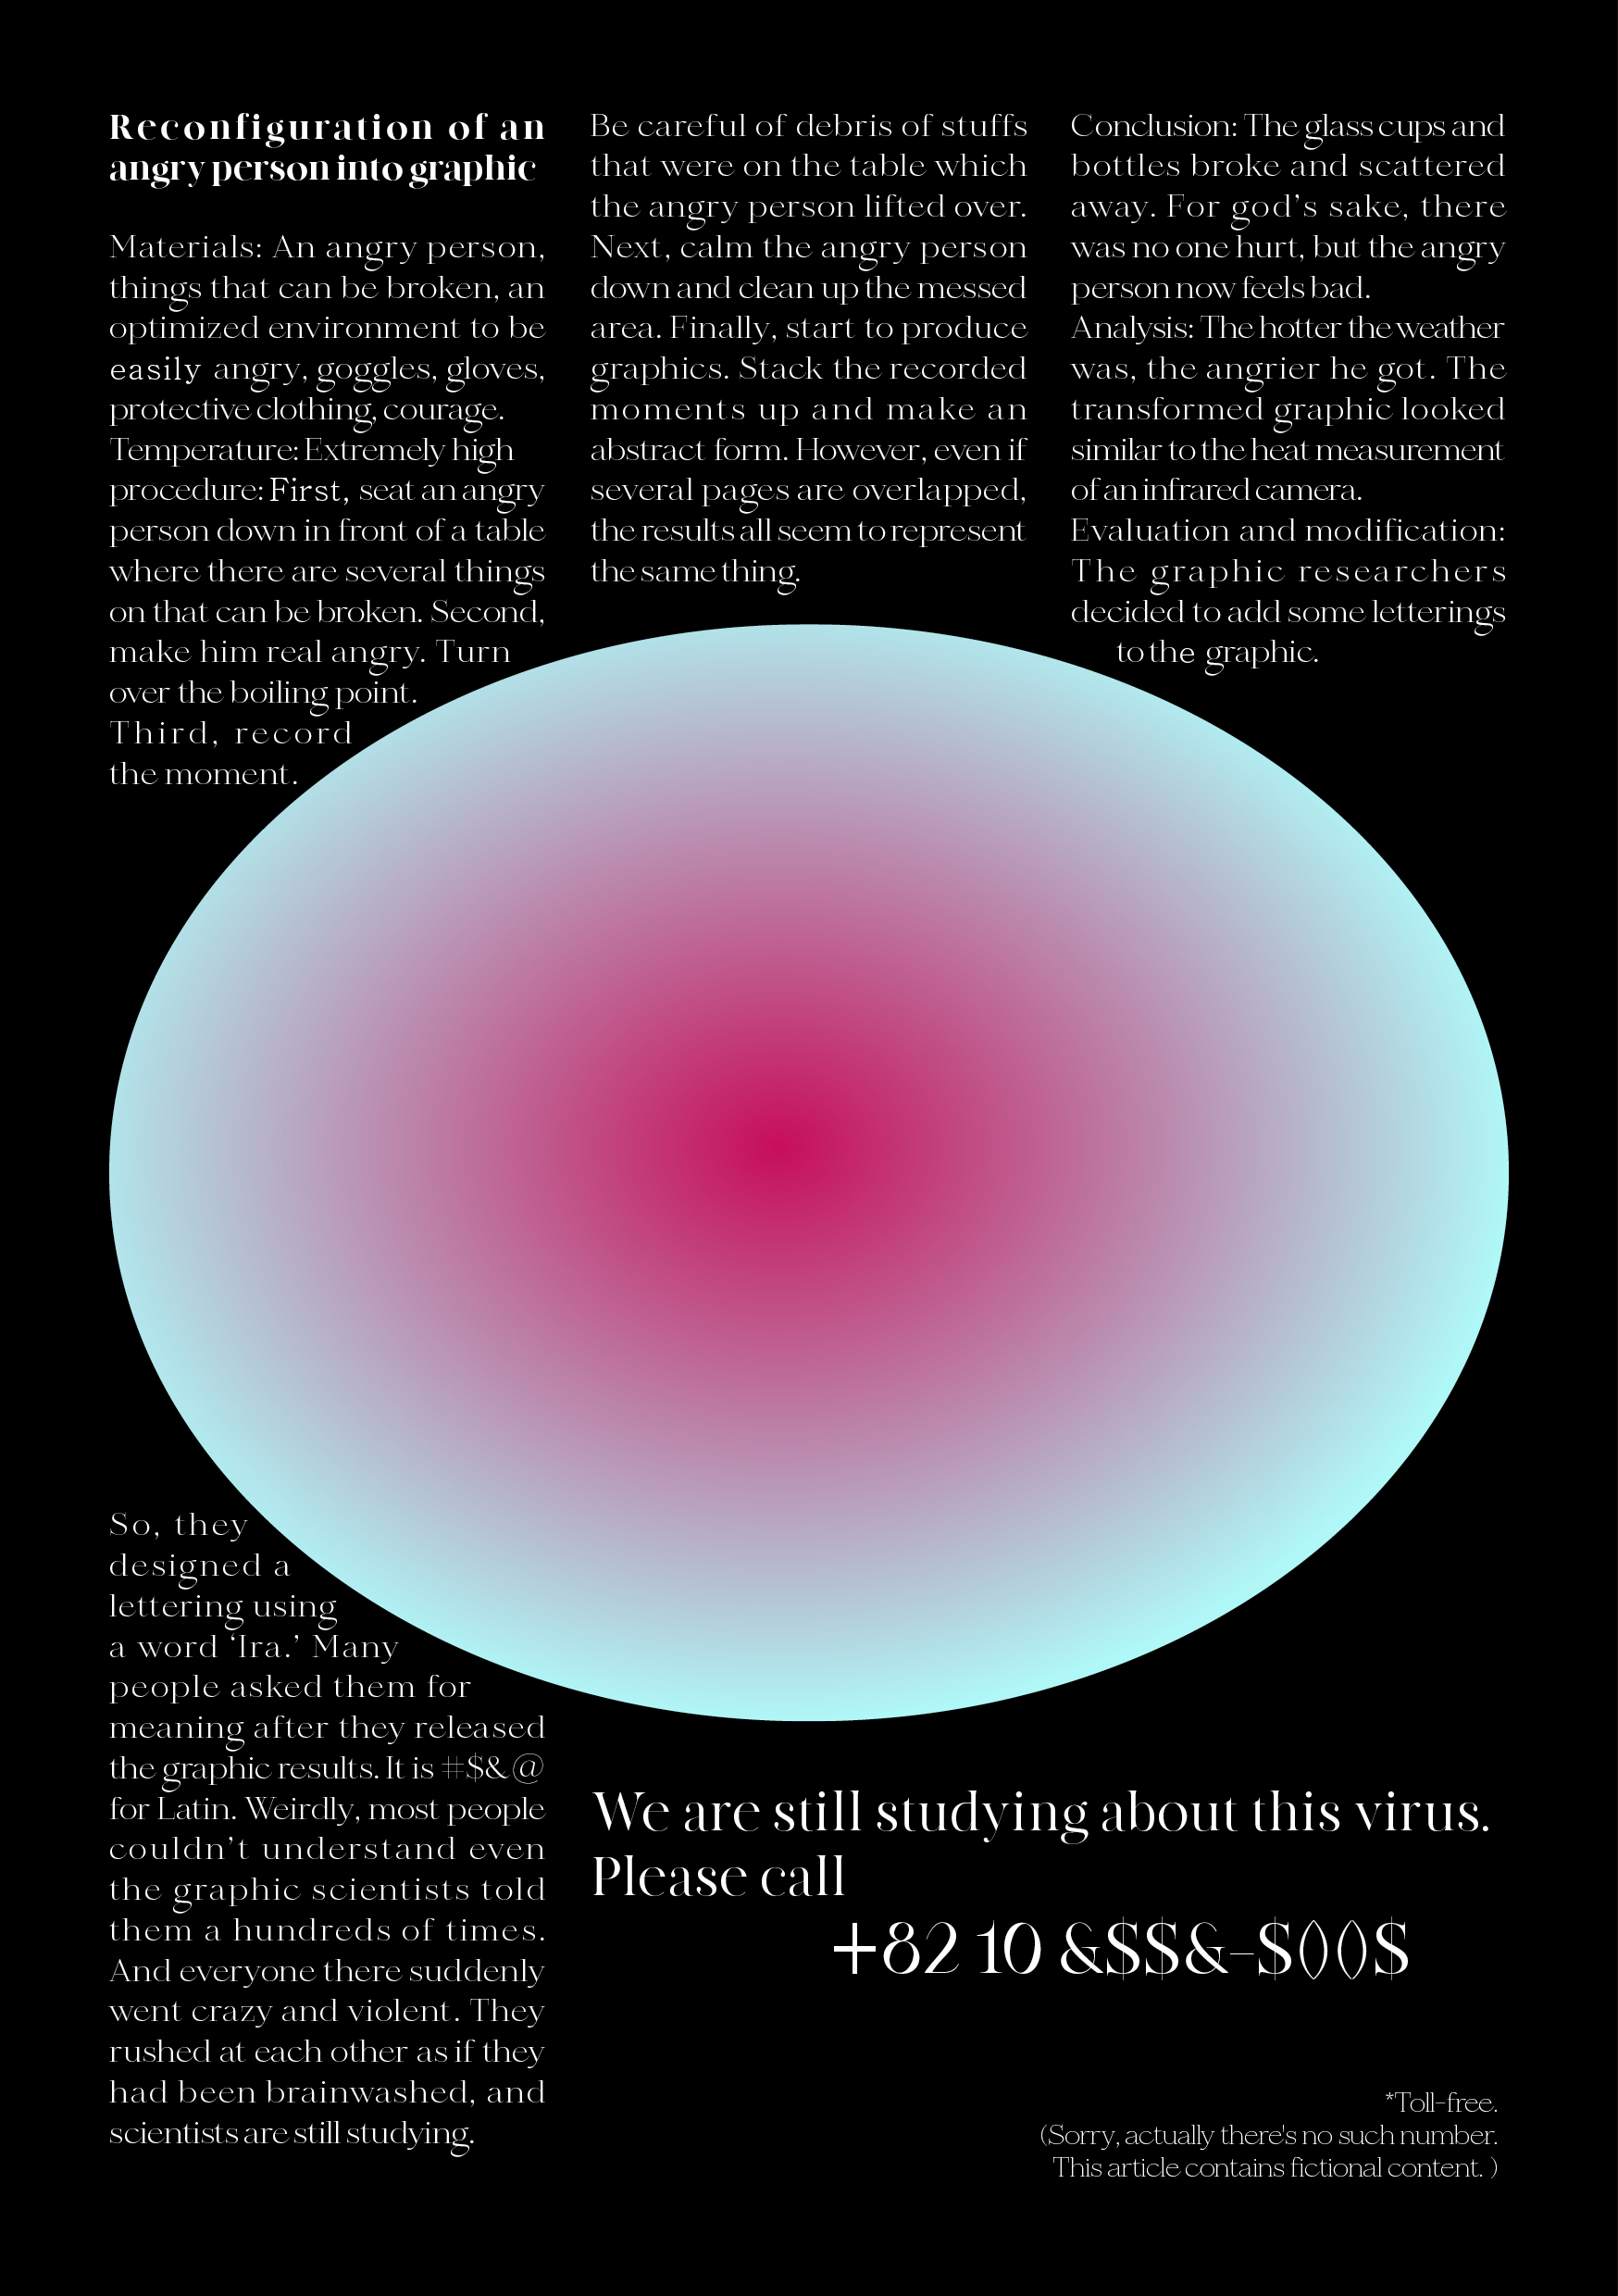 Reconfiguration of an
angry person into graphic
Materials: An angry person,
things that can be broken, an
optimized environment to be
easily angry, goggles, gloves,
protective clothing, courage.
Temperature: Extremely high
procedure: First, seat an angry
person down in front of a table
where there are several things
on that can be broken. Second,
make him real angry. Turn
over the boiling point.
Third, record
the moment.
Be careful of debris of stuffs
that were on the table which
the angry person lifted over.
Next, calm the angry person
down and clean up the messed
area. Finally, start to produce
graphics. Stack the recorded
moments up and make an
abstract form. However, even if
several pages are overlapped,
the results all seem to represent
the same thing.
Conclusion: The glass cups and
bottles broke and scattered
away. For god’s sake, there
was no one hurt, but the angry
person now feels bad.
Analysis: The hotter the weather
was, the angrier he got. The
transformed graphic looked
similar to the heat measurement
of an infrared camera.
Evaluation and modification:
The graphic researchers
decided to add some letterings
to the graphic.
So, they
designed a
lettering using
a word ‘Ira.’ Many
people asked them for
meaning after they released
the graphic results. It is #$&@
for Latin. Weirdly, most people
couldn’t understand even
the graphic scientists told
them a hundreds of times.
And everyone there suddenly
went crazy and violent. They
rushed at each other as if they
had been brainwashed, and
scientists are still studying.
We are still studying about this virus.
Please call
+82 10 &$$&-$()()$
*Toll-free.
(Sorry, actually there's no such number.
This article contains fictional content. )